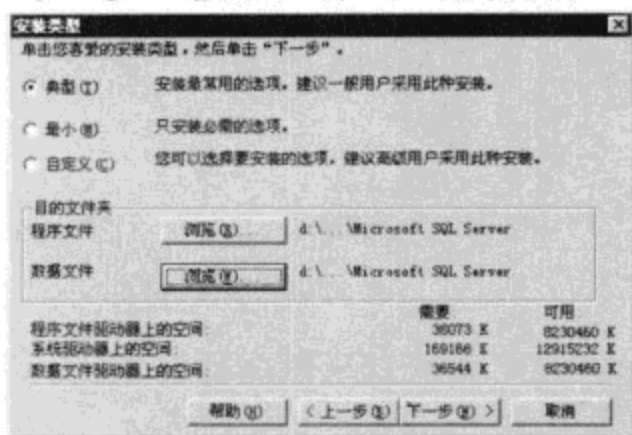 安装类型
单击您喜爱的安装类型，然后单击“下一步”。
典型(T) 安装最常用的选项。建议一般用户采用此种安装。
最小(M) 只安装必需的选项。
自定义(C) 您可以选择要安装的选项。建议高级用户采用此种安装。
目的文件夹
程序文件 浏览(R)... d:\...\Microsoft SQL Server
数据文件 浏览(W)... d:\...\Microsoft SQL Server
需要 可用
程序文件驱动器上的空间: 38073 K 8230460 K
系统驱动器上的空间: 169166 K 12915232 K
数据文件驱动器上的空间: 36544 K 8230460 K
帮助(H) <上一步(B) 下一步(N)> 取消